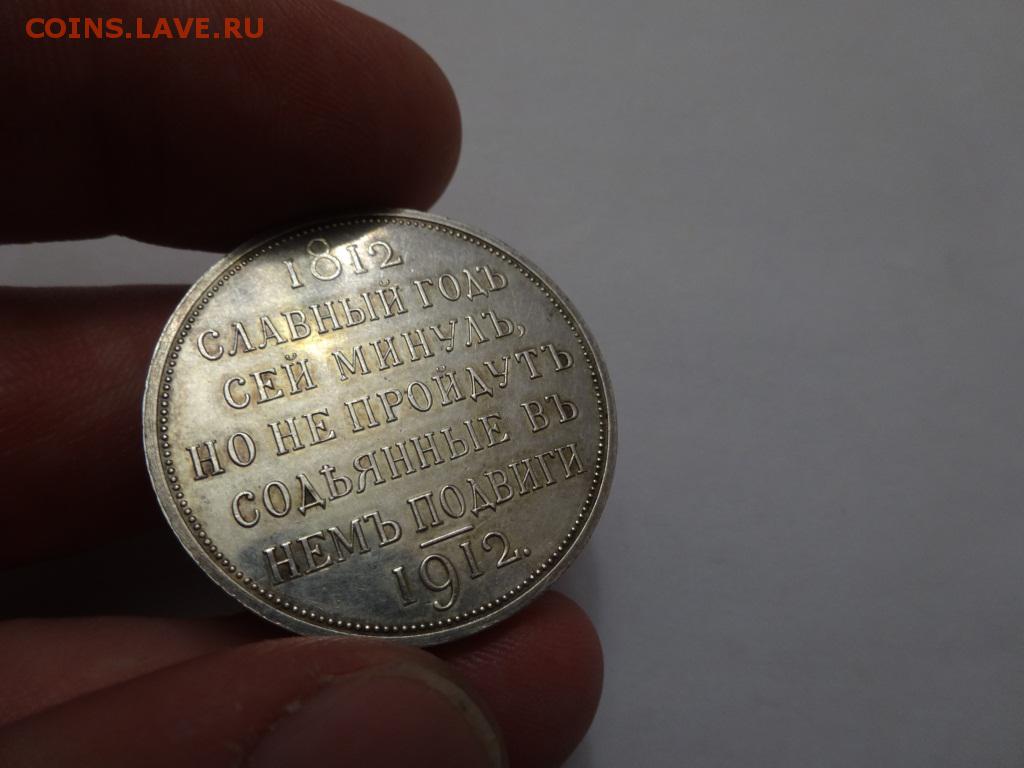 COINS.LAVE.RU
1812
СЛАВНЫЙ ГОДЪ
СЕЙ МИНУЛЪ,
НО НЕ ПРОЙДУТЪ
СОДѢЯННЫЕ ВЪ
НЕМЪ ПОДВИГИ
1912.